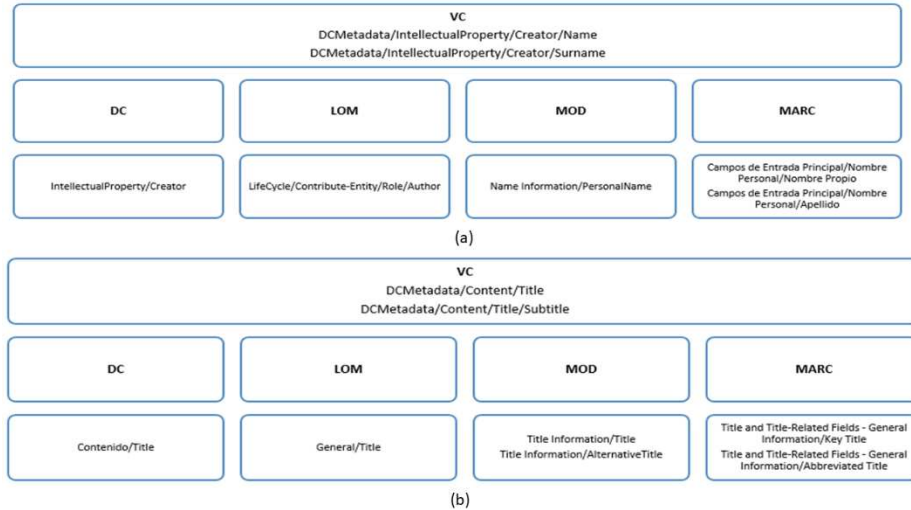 VC
DCMetadata/IntellectualProperty/Creator/Name
DCMetadata/IntellectualProperty/Creator/Surname
DC
LOM
MOD
MARC
IntellectualProperty/Creator
LifeCycle/Contribute-Entity/Role/Author
Name Information/PersonalName
Campos de Entrada Principal/Nombre
Personal/Nombre Propio
Campos de Entrada Principal/Nombre
Personal/Apellido
(a)
VC
DCMetadata/Content/Title
DCMetadata/Content/Title/Subtitle
DC
LOM
MOD
MARC
Contenido/Title
General/Title
Title Information/Title
Title Information/AlternativeTitle
Title and Title-Related Fields - General
Information/Key Title
Title and Title-Related Fields - General
Information/Abbreviated Title
(b)